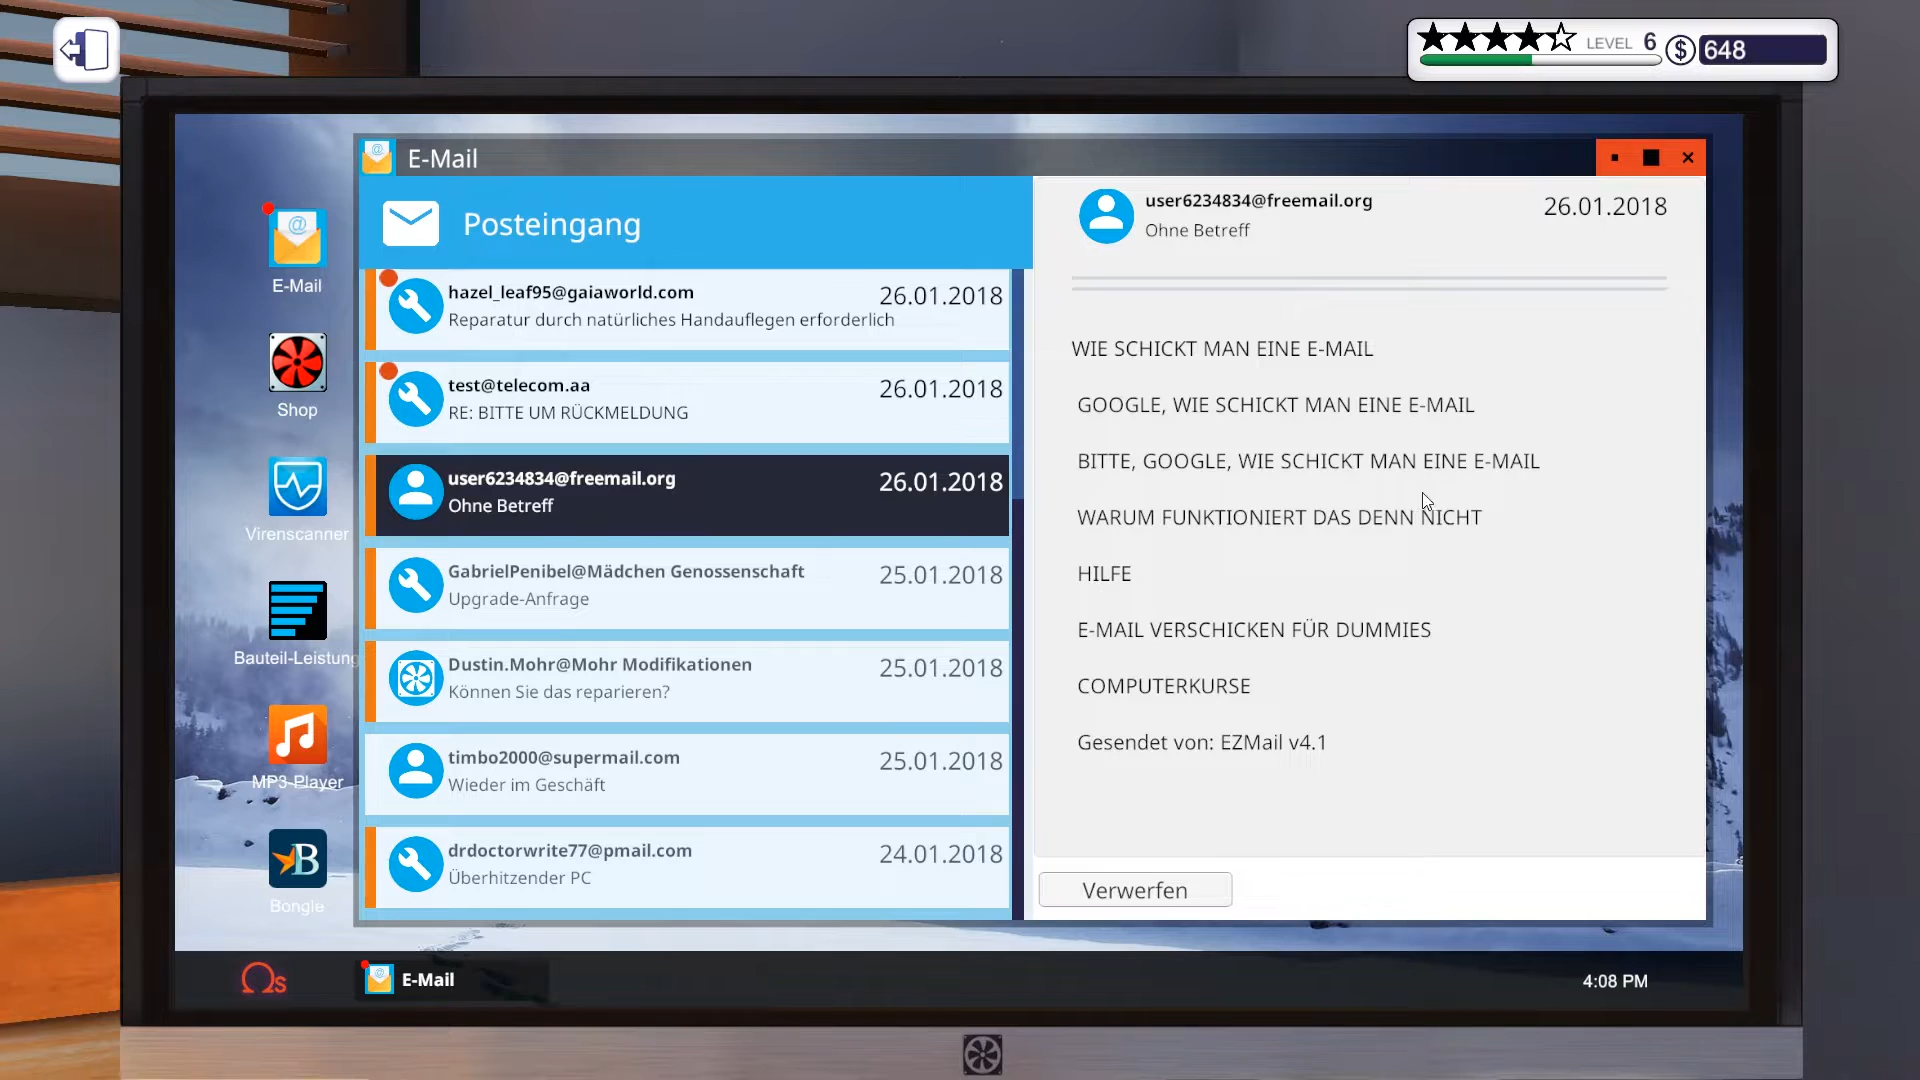 LEVEL 6
648
E-Mail
Shop
Virenscanner
Bauteil-Leistung
MP3-Player
B
Bongle
E-Mail
Posteingang
hazel_leaf95@gaiaworld.com
26.01.2018
Reparatur durch natürliches Handauflegen erforderlich
test@telecom.aa
26.01.2018
RE: BITTE UM RÜCKMELDUNG
user6234834@freemail.org
26.01.2018
Ohne Betreff
GabrielPenibel@Mädchen Genossenschaft
25.01.2018
Upgrade-Anfrage
Dustin.Mohr@Mohr Modifikationen
25.01.2018
Können Sie das reparieren?
timbo2000@supermail.com
25.01.2018
Wieder im Geschäft
drdoctorwrite77@pmail.com
24.01.2018
Überhitzender PC
user6234834@freemail.org
26.01.2018
Ohne Betreff
WIE SCHICKT MAN EINE E-MAIL
GOOGLE, WIE SCHICKT MAN EINE E-MAIL
BITTE, GOOGLE, WIE SCHICKT MAN EINE E-MAIL
WARUM FUNKTIONIERT DAS DENN NICHT
HILFE
E-MAIL VERSCHICKEN FÜR DUMMIES
COMPUTERKURSE
Gesendet von: EZMail v4.1
Verwerfen
Ωs
E-Mail
4:08 PM